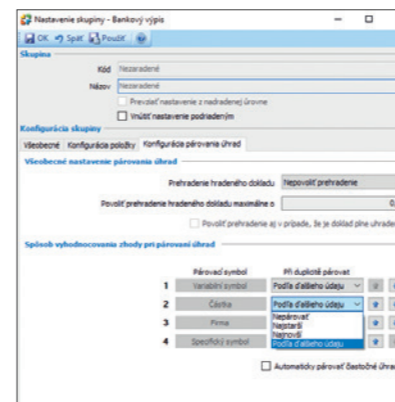 Nastavenie skupiny - Bankový výpis
OK Späť Použiť
Skupina
Kód Nezaradené
Názov Nezaradené
Prevziať nastavenie z nadradenej úrovne
Vnútiť nastavenie podriadeným
Konfigurácia skupiny
Všeobecné Konfigurácia položky Konfigurácia párovania úhrad
Všeobecné nastavenie párovania úhrad
Prehradenie hradeného dokladu Nepovoliť prehradenie
Povoliť prehradenie hradeného dokladu maximálne o
Povoliť prehradenie aj v prípade, že je doklad plne uhraden
Spôsob vyhodnocovania zhody pri párovaní úhrad
Párovací symbol Pri duplicite párovať
1 Variabilný symbol Podľa ďalšieho údaju
2 Čiastka Podľa ďalšieho údaju
Nepárovať
3 Firma Najstarší
Najnovší
4 Špecifický symbol Podľa ďalšieho údaju
Automaticky párovať čiastočné úhra